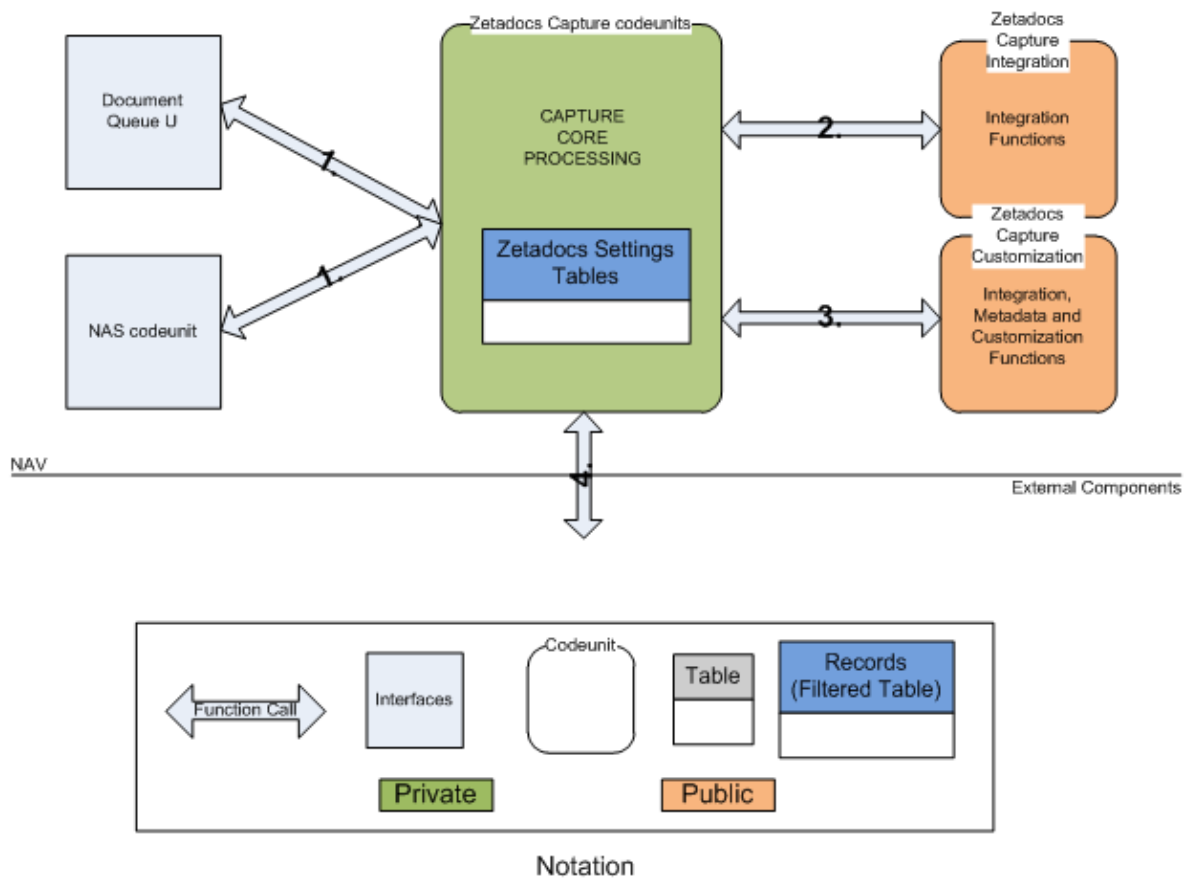 Zetadocs Capture codeunits
Document
Queue U
NAS codeunit
1.
1.
CAPTURE
CORE
PROCESSING
Zetadocs Settings
Tables
2.
3.
4.
Zetadocs
Capture
Integration
Integration
Functions
Zetadocs
Capture
Customization
Integration,
Metadata and
Customization
Functions
NAV
External Components
Function Call
Interfaces
Codeunit
Table
Records
(Filtered Table)
Private
Public
Notation